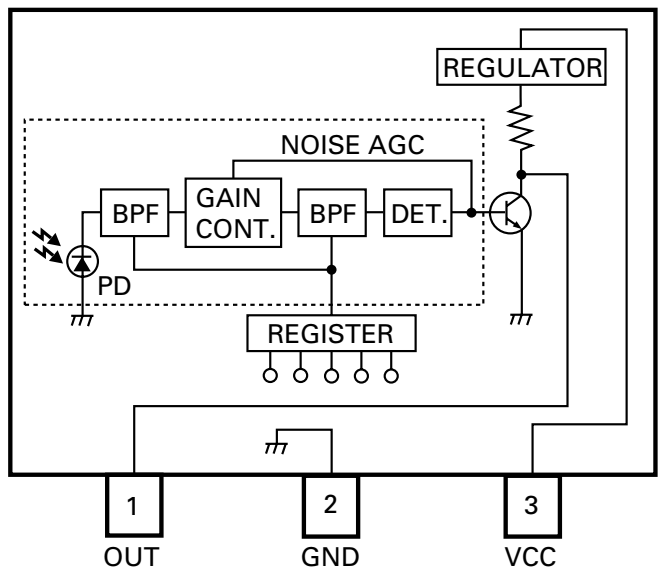 REGULATOR
NOISE AGC
BPF
GAIN
CONT.
BPF
DET.
PD
REGISTER
1
2
3
OUT
GND
VCC